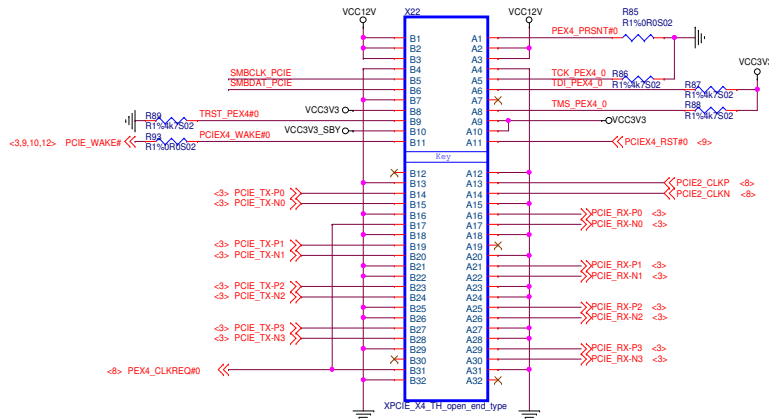 X22
VCC12V
VCC12V
R85
PEX4_PRSNT#0
R1%0R0S02
B1 A1
B2 A2
B3 A3
B4 A4
SMBCLK_PCIE B5 A5 TCK_PEX4_0 R86 R1%4k7S02
SMBDAT_PCIE B6 A6 TDI_PEX4_0 R87 R1%4k7S02
VCC3V3
B7 A7
VCC3V3 B8 A8 TMS_PEX4_0 R88 R1%4k7S02
R89 R1%4k7S02 TRST_PEX4#0 B9 A9 VCC3V3
VCC3V3_SBY B10 A10
<3,9,10,12> PCIE_WAKE# R93 R1%0R0S02 PCIEX4_WAKE#0 B11 A11 PCIEX4_RST#0 <9>
Key
B12 A12
B13 A13 PCIE2_CLKP <8>
<3> PCIE_TX-P0 B14 A14 PCIE2_CLKN <8>
<3> PCIE_TX-N0 B15 A15
B16 A16 PCIE_RX-P0 <3>
B17 A17 PCIE_RX-N0 <3>
B18 A18
<3> PCIE_TX-P1 B19 A19
<3> PCIE_TX-N1 B20 A20
B21 A21 PCIE_RX-P1 <3>
B22 A22 PCIE_RX-N1 <3>
<3> PCIE_TX-P2 B23 A23
<3> PCIE_TX-N2 B24 A24
B25 A25 PCIE_RX-P2 <3>
B26 A26 PCIE_RX-N2 <3>
<3> PCIE_TX-P3 B27 A27
<3> PCIE_TX-N3 B28 A28
B29 A29 PCIE_RX-P3 <3>
B30 A30 PCIE_RX-N3 <3>
<8> PEX4_CLKREQ#0 B31 A31
B32 A32
XPCIE_X4_TH_open_end_type